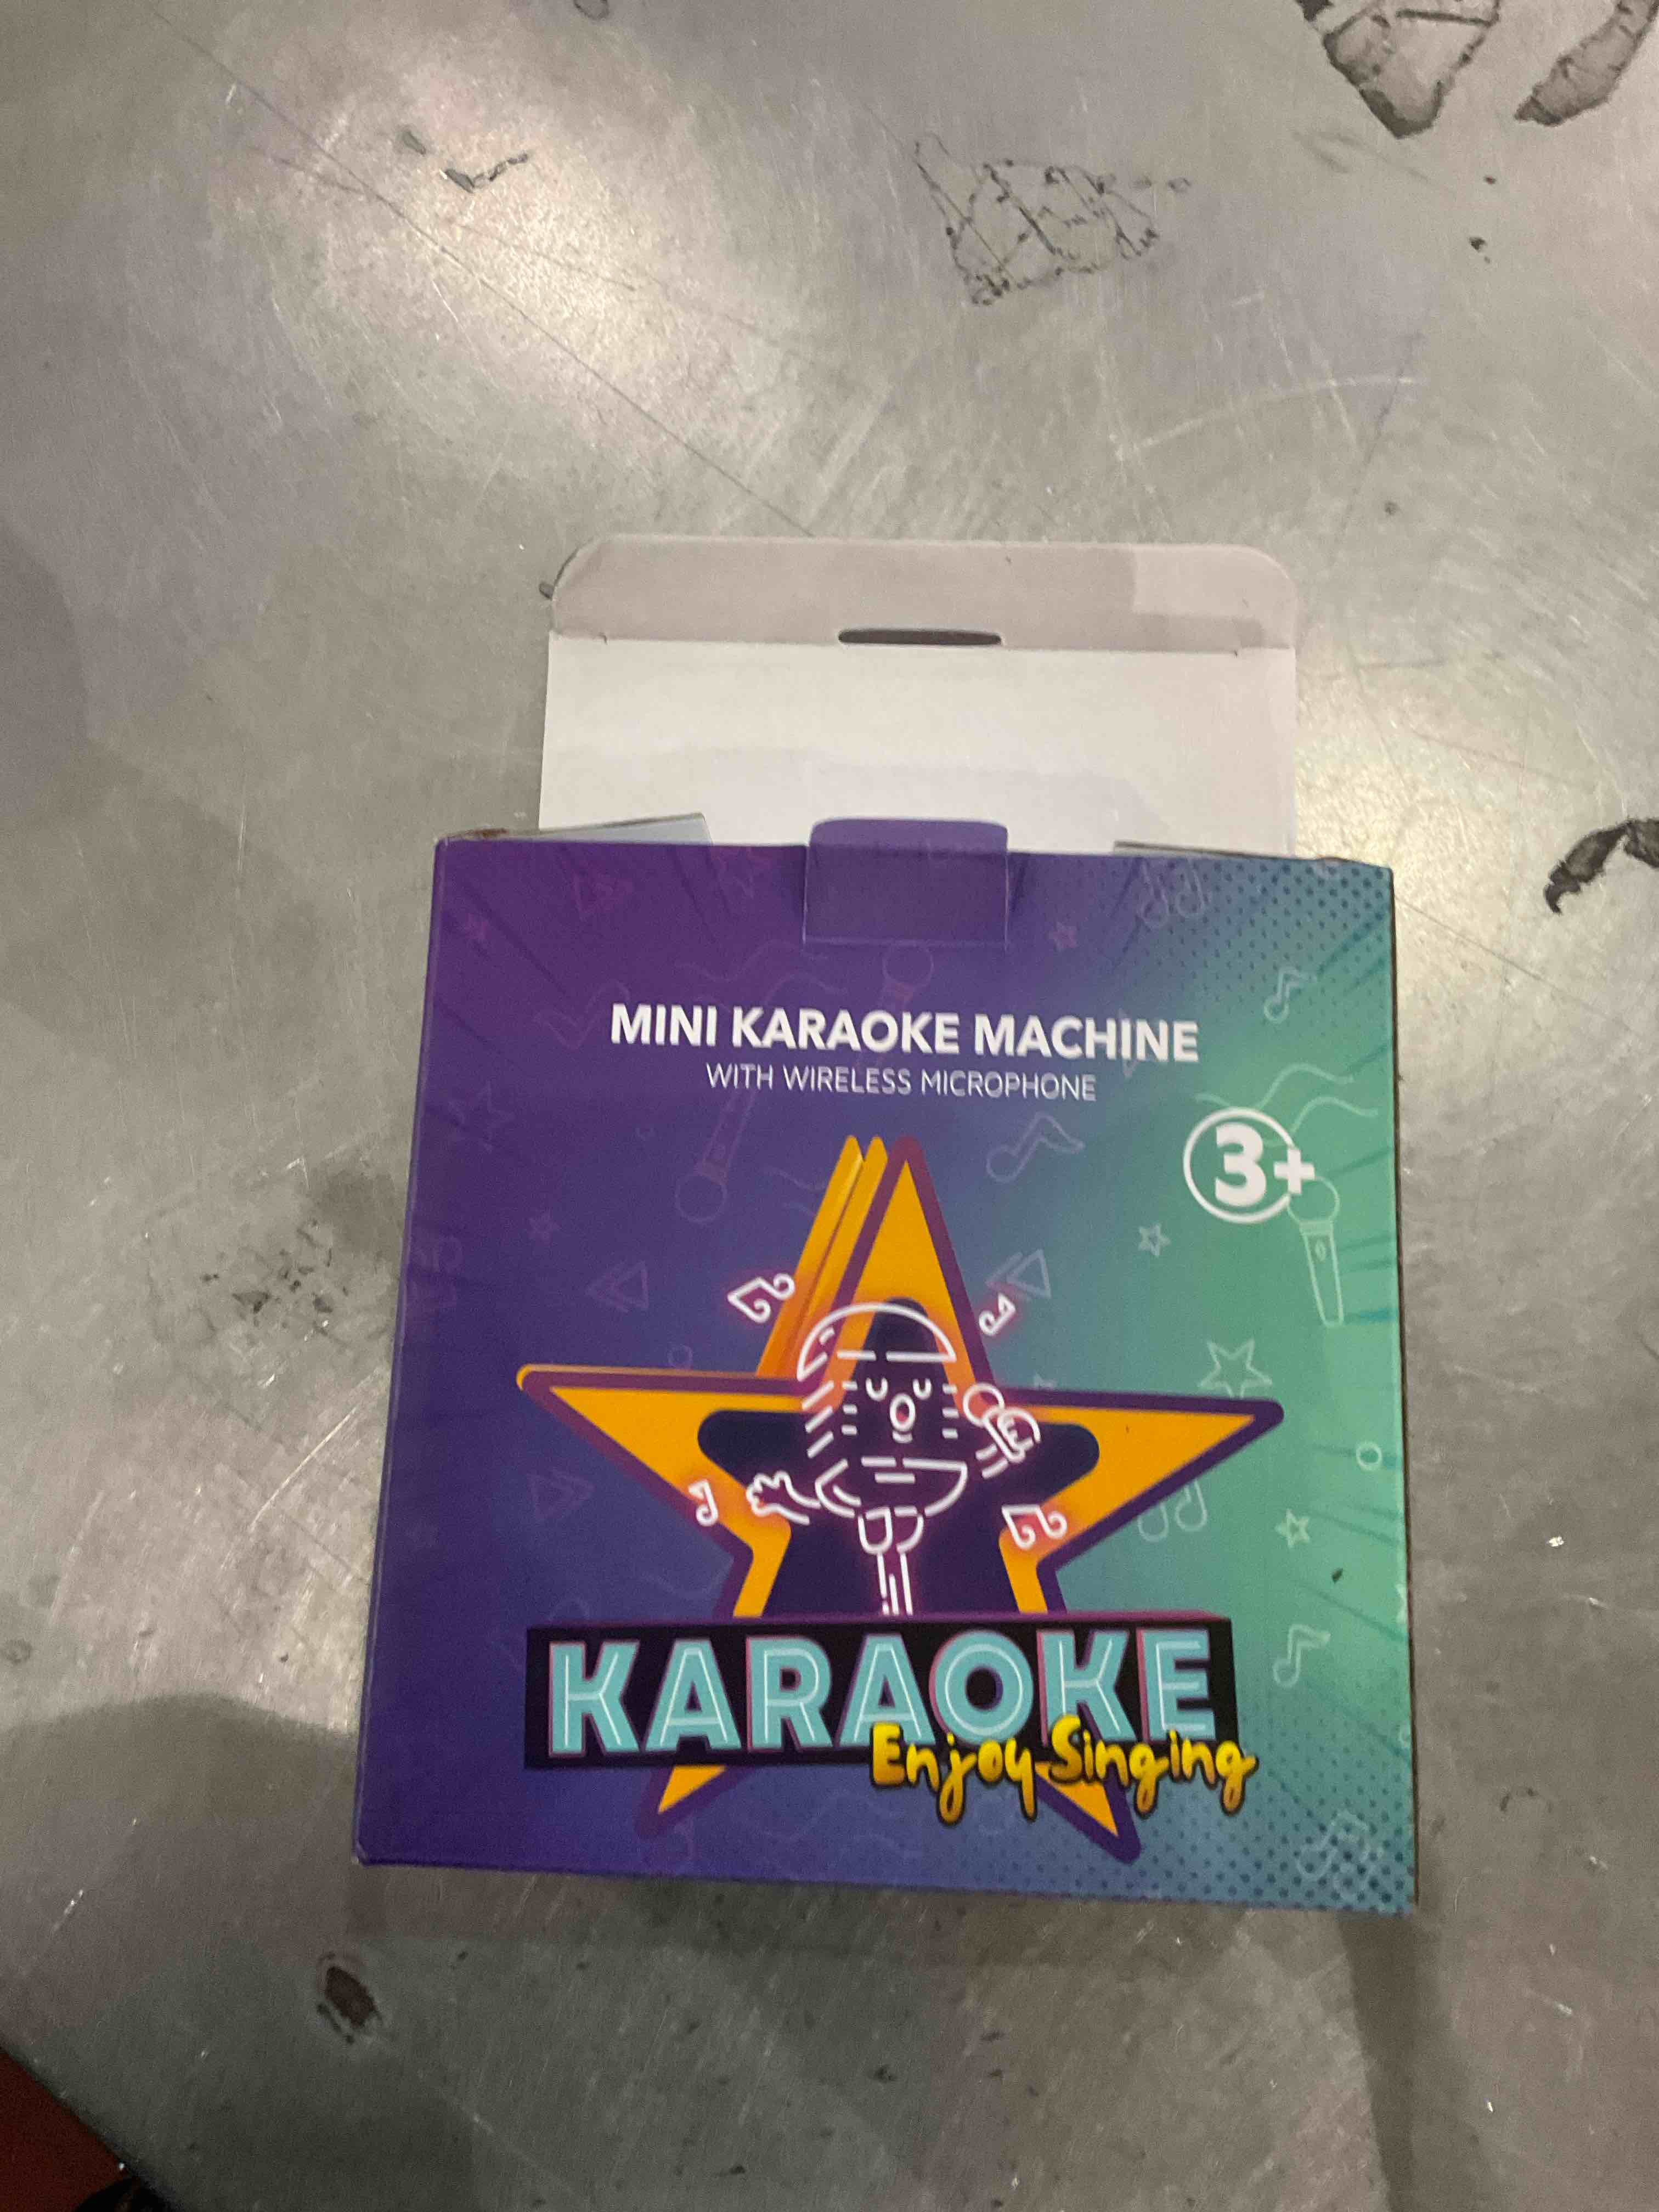 MINI KARAOKE MACHINE
WITH WIRELESS MICROPHONE
3+
KARAOKE
Enjoy Singing